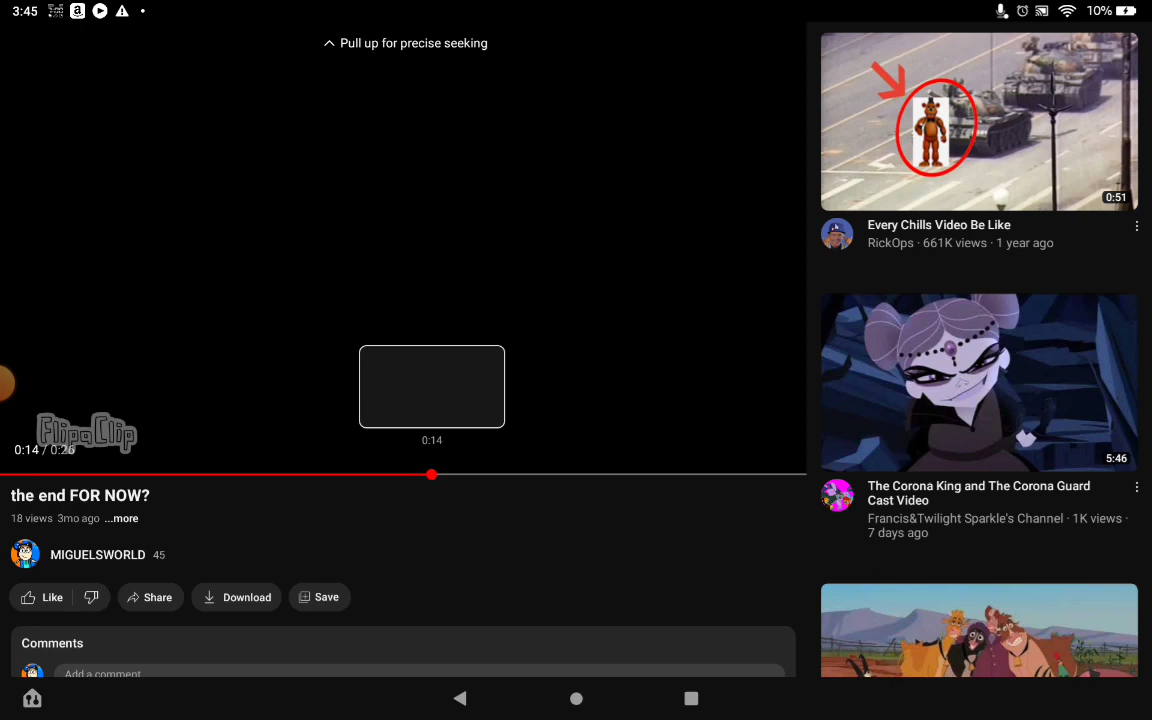 3:45
10%
Pull up for precise seeking
0:51
Every Chills Video Be Like
RickOps · 661K views · 1 year ago
FlipaClip
0:14
0:14 / 0:26
5:46
the end FOR NOW?
18 views 3mo ago ...more
The Corona King and The Corona Guard
Cast Video
Francis&Twilight Sparkle's Channel · 1K views ·
7 days ago
MIGUELSWORLD 45
Like
Share
Download
Save
Comments
Add a comment